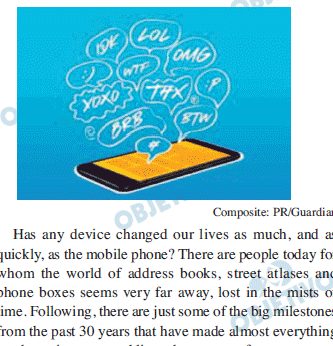 IDK
LOL
OMG
:)
WTF
:P
XOXO
THX
@
BRB
BTW
#
Composite: PR/Guardian
Has any device changed our lives as much, and as
quickly, as the mobile phone? There are people today for
whom the world of address books, street atlases and
phone boxes seems very far away, lost in the mists of
time. Following, there are just some of the big milestones
from the past 30 years that have made almost everything
OBJETIVO